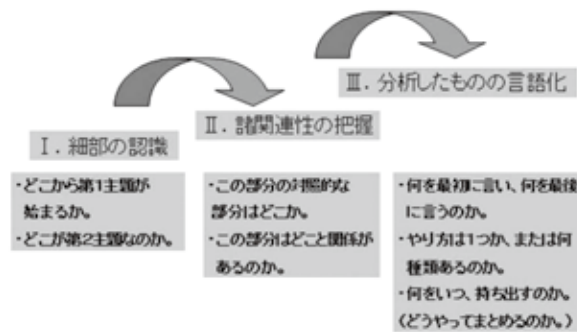 Ⅲ．分析したものの言語化
Ⅱ．諸関連性の把握
Ⅰ．細部の認識
・どこから第1主題が
始まるか。
・どこが第2主題なのか。
・この部分の対照的な
部分はどこか。
・この部分はどこと関係が
あるのか。
・何を最初に言い、何を最後
に言うのか。
・やり方は1つか、または何
種類あるのか。
・何をいつ、持ち出すのか。
（どうやってまとめるのか。）